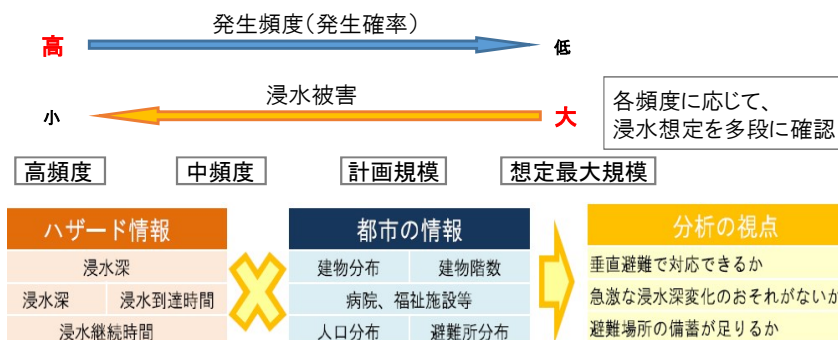 発生頻度(発生確率)
高
低
浸水被害
小
大
各頻度に応じて、
浸水想定を多段に確認
高頻度 中頻度 計画規模 想定最大規模
ハザード情報
浸水深
浸水深 浸水到達時間
浸水継続時間
都市の情報
建物分布 建物階数
病院、福祉施設等
人口分布 避難所分布
分析の視点
垂直避難で対応できるか
急激な浸水深変化のおそれがないか
避難場所の備蓄が足りるか